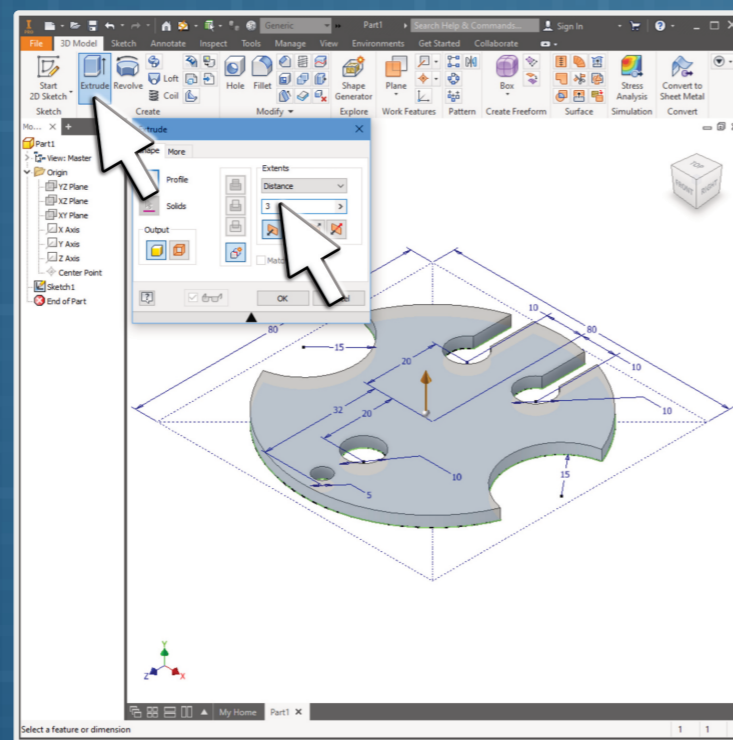 Generic Part1 Search Help & Commands... Sign In
File 3D Model Sketch Annotate Inspect Tools Manage View Environments Get Started Collaborate
Start 2D Sketch
Extrude
Revolve
Loft
Coil
Hole
Fillet
Shape Generator
Plane
Box
Stress Analysis
Convert to Sheet Metal
Sketch Create Modify Explore Work Features Pattern Create Freeform Surface Simulation Convert
Mo...
Part1
View: Master
Origin
YZ Plane
XZ Plane
XY Plane
X Axis
Y Axis
Z Axis
Center Point
Sketch1
End of Part
More
Profile
Solids
Output
Extents
Distance
3
OK
TOP
FRONT
RIGHT
80
15
20
10
80
10
10
32
20
10
5
15
Y
Z
X
My Home Part1
Select a feature or dimension
1 1